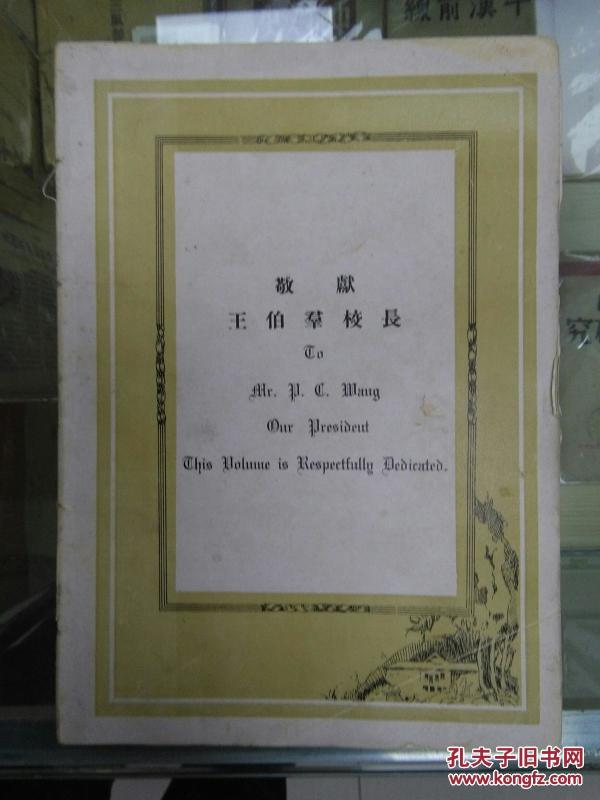 敬獻
王伯羣校長
To
Mr. P. C. Wang
Our President
This Volume is Respectfully Dedicated.
孔夫子旧书网
www.kongfz.com